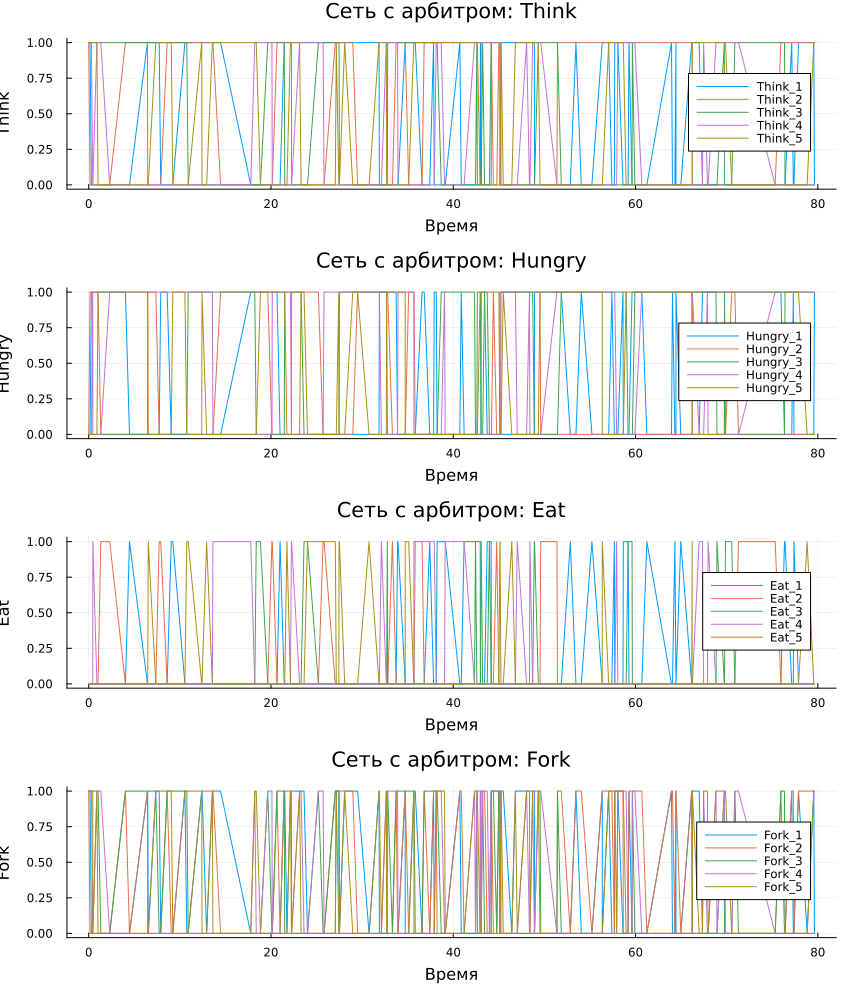 Сеть с арбитром: Think
1.00
0.75
0.50
0.25
0.00
Think
Think_1
Think_2
Think_3
Think_4
Think_5
0 20 40 60 80
Время
Сеть с арбитром: Hungry
1.00
0.75
0.50
0.25
0.00
Hungry
Hungry_1
Hungry_2
Hungry_3
Hungry_4
Hungry_5
0 20 40 60 80
Время
Сеть с арбитром: Eat
1.00
0.75
0.50
0.25
0.00
Eat
Eat_1
Eat_2
Eat_3
Eat_4
Eat_5
0 20 40 60 80
Время
Сеть с арбитром: Fork
1.00
0.75
0.50
0.25
0.00
Fork
Fork_1
Fork_2
Fork_3
Fork_4
Fork_5
0 20 40 60 80
Время